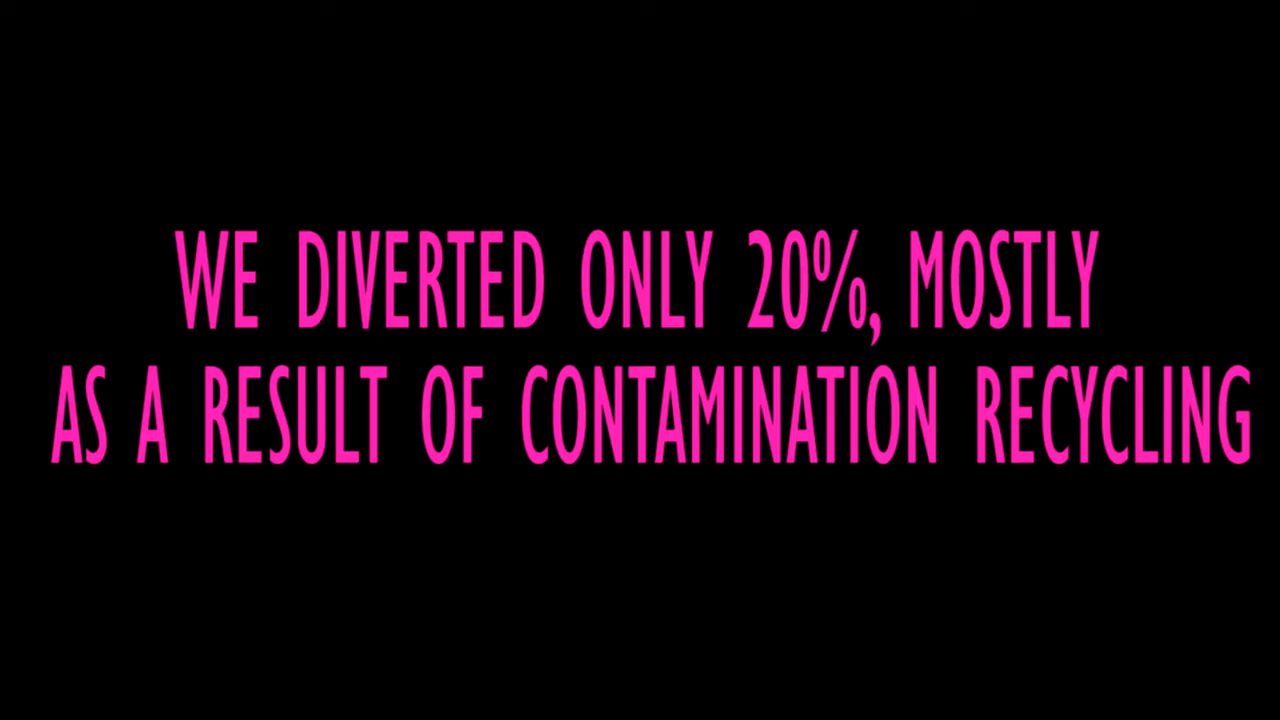 WE DIVERTED ONLY 20%, MOSTLY
AS A RESULT OF CONTAMINATION RECYCLING